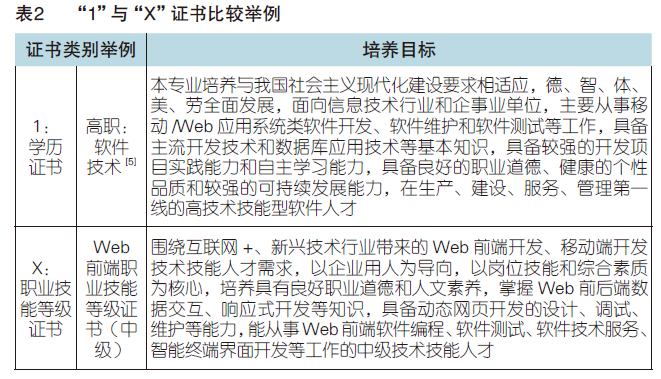 表2 “1”与“X”证书比较举例
证书类别举例 培养目标
1：
学历
证书
高职：
软件
技术[5]
本专业培养与我国社会主义现代化建设要求相适应，德、智、体、
美、劳全面发展，面向信息技术行业和企事业单位，主要从事移
动/Web应用系统类软件开发、软件维护和软件测试等工作，具备
主流开发技术和数据库应用技术等基本知识，具备较强的开发项
目实践能力和自主学习能力，具备良好的职业道德、健康的个性
品质和较强的可持续发展能力，在生产、建设、服务、管理第一
线的高技术技能型软件人才
X：
职业技
能等级
证书
Web
前端职
业技能
等级证
书（中
级）
围绕互联网+、新兴技术行业带来的Web前端开发、移动端开发
技术技能人才需求，以企业用人为导向，以岗位技能和综合素质
为核心，培养具有良好职业道德和人文素养，掌握Web前后端数
据交互、响应式开发等知识，具备动态网页开发的设计、调试、
维护等能力，能从事Web前端软件编程、软件测试、软件技术服务、
智能终端界面开发等工作的中级技术技能人才